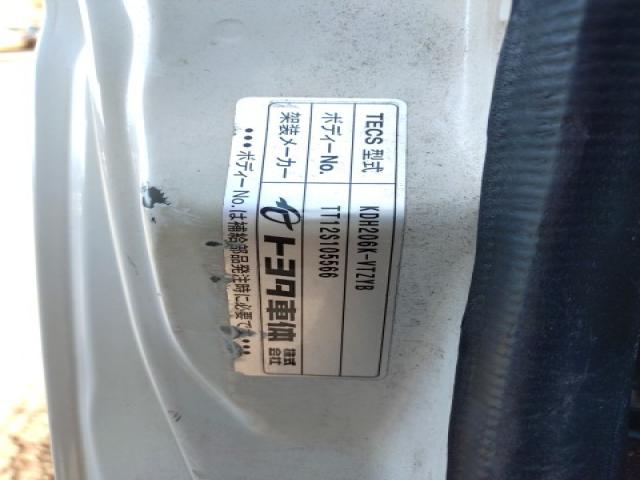 TECS 型式 KDH206K-VTZYB
ボディーNo. TT12S105566
架装メーカー トヨタ車体 株式会社
•••ボディーNo.は補給部品発注時に必要です•••